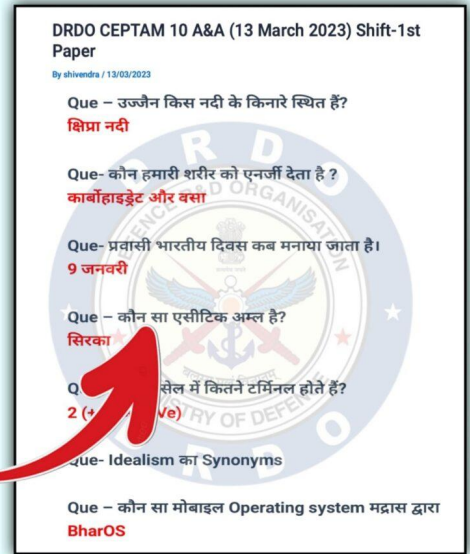 DRDO CEPTAM 10 A&A (13 March 2023) Shift-1st
Paper
By shivendra / 13/03/2023
Que – उज्जैन किस नदी के किनारे स्थित हैं?
क्षिप्रा नदी
Que- कौन हमारी शरीर को एनर्जी देता है ?
कार्बोहाइड्रेट और वसा
Que- प्रवासी भारतीय दिवस कब मनाया जाता है।
9 जनवरी
Que – कौन सा एसीटिक अम्ल है?
सिरका
सेल में कितने टर्मिनल होते हैं?
2 (+ Ve)
Que- Idealism का Synonyms
Que – कौन सा मोबाइल Operating system मद्रास द्वारा
BharOS